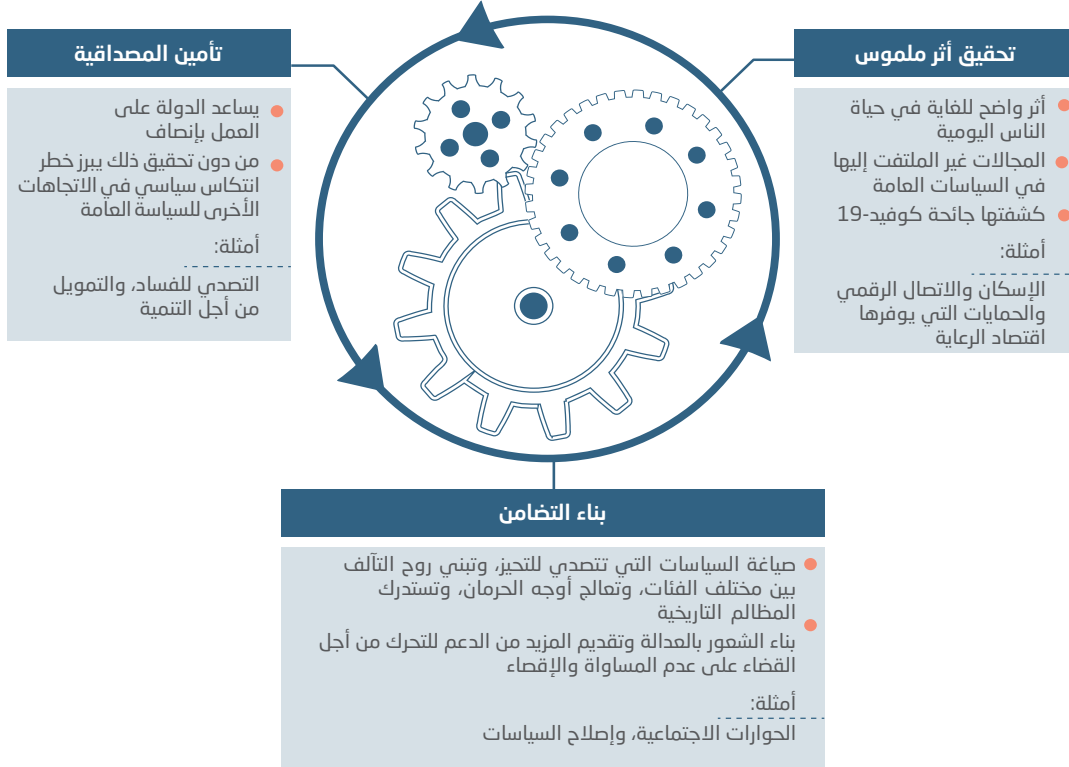 تحقيق أثر ملموس
أثر واضح للغاية في حياة
الناس اليومية
المجالات غير الملتفت إليها
في السياسات العامة
كشفتها جائحة كوفيد-19
أمثلة:
الإسكان والاتصال الرقمي
والحمايات التي يوفرها
اقتصاد الرعاية
تأمين المصداقية
يساعد الدولة على
العمل بإنصاف
من دون تحقيق ذلك يبرز خطر
انتكاس سياسي في الاتجاهات
الأخرى للسياسة العامة
أمثلة:
التصدي للفساد، والتمويل
من أجل التنمية
بناء التضامن
صياغة السياسات التي تتصدي للتحيز، وتبني روح التآلف
بين مختلف الفئات، وتعالج أوجه الحرمان، وتستدرك
المظالم التاريخية
بناء الشعور بالعدالة وتقديم المزيد من الدعم للتحرك من أجل
القضاء على عدم المساواة والإقصاء
أمثلة:
الحوارات الاجتماعية، وإصلاح السياسات